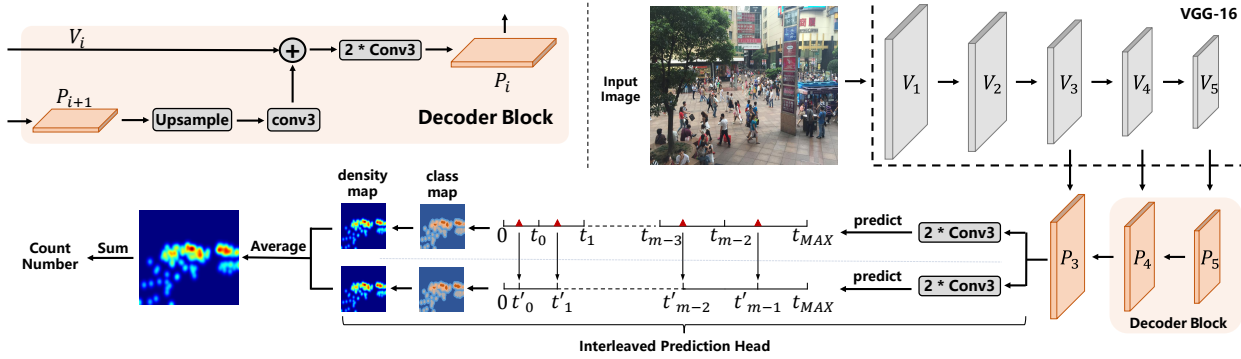 V_i
P_{i+1}
Upsample
conv3
+
2 * Conv3
P_i
Decoder Block
Input
Image
VGG-16
V_1
V_2
V_3
V_4
V_5
P_3
P_4
P_5
Decoder Block
2 * Conv3
2 * Conv3
predict
predict
0
t_0
t_1
t_{m-3}
t_{m-2}
t_{MAX}
0
t'_0
t'_1
t'_{m-2}
t'_{m-1}
t_{MAX}
class
map
density
map
Average
Sum
Count
Number
Interleaved Prediction Head